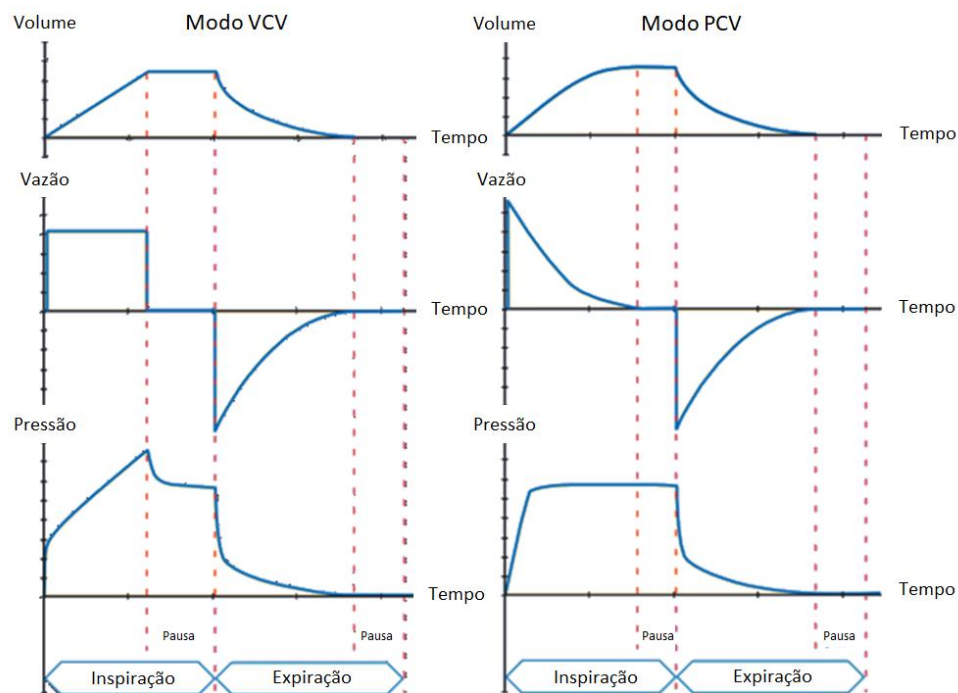 Volume
Modo VCV
Tempo
Vazão
Tempo
Pressão
Tempo
Pausa
Pausa
Inspiração
Expiração
Volume
Modo PCV
Tempo
Vazão
Tempo
Pressão
Tempo
Pausa
Pausa
Inspiração
Expiração